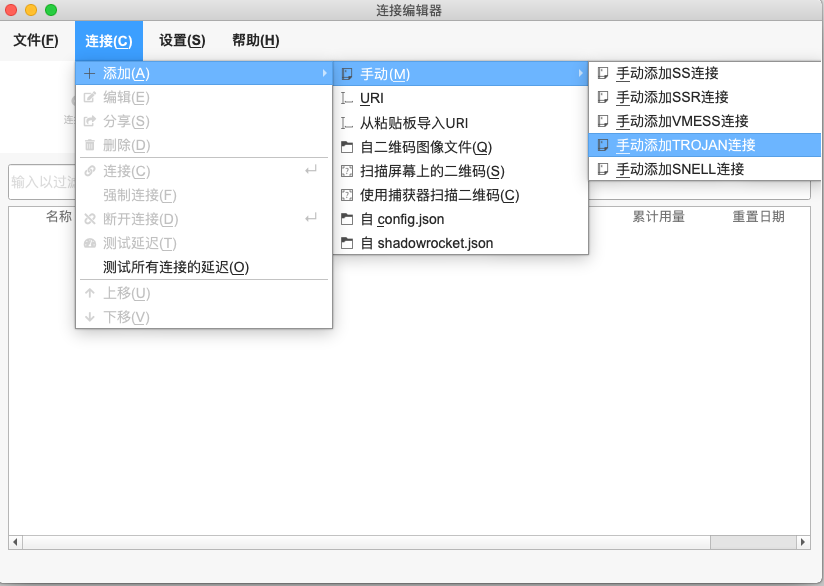 连接编辑器
文件(F) 连接(C) 设置(S) 帮助(H)
添加(A)
编辑(E)
分享(S)
删除(D)
连接(C)
强制连接(F)
断开连接(D)
测试延迟(T)
测试所有连接的延迟(O)
上移(U)
下移(V)
手动(M)
URI
从粘贴板导入URI
自二维码图像文件(Q)
扫描屏幕上的二维码(S)
使用捕获器扫描二维码(C)
自 config.json
自 shadowrocket.json
手动添加SS连接
手动添加SSR连接
手动添加VMESS连接
手动添加TROJAN连接
手动添加SNELL连接
连
输入以过滤
名称 累计用量 重置日期